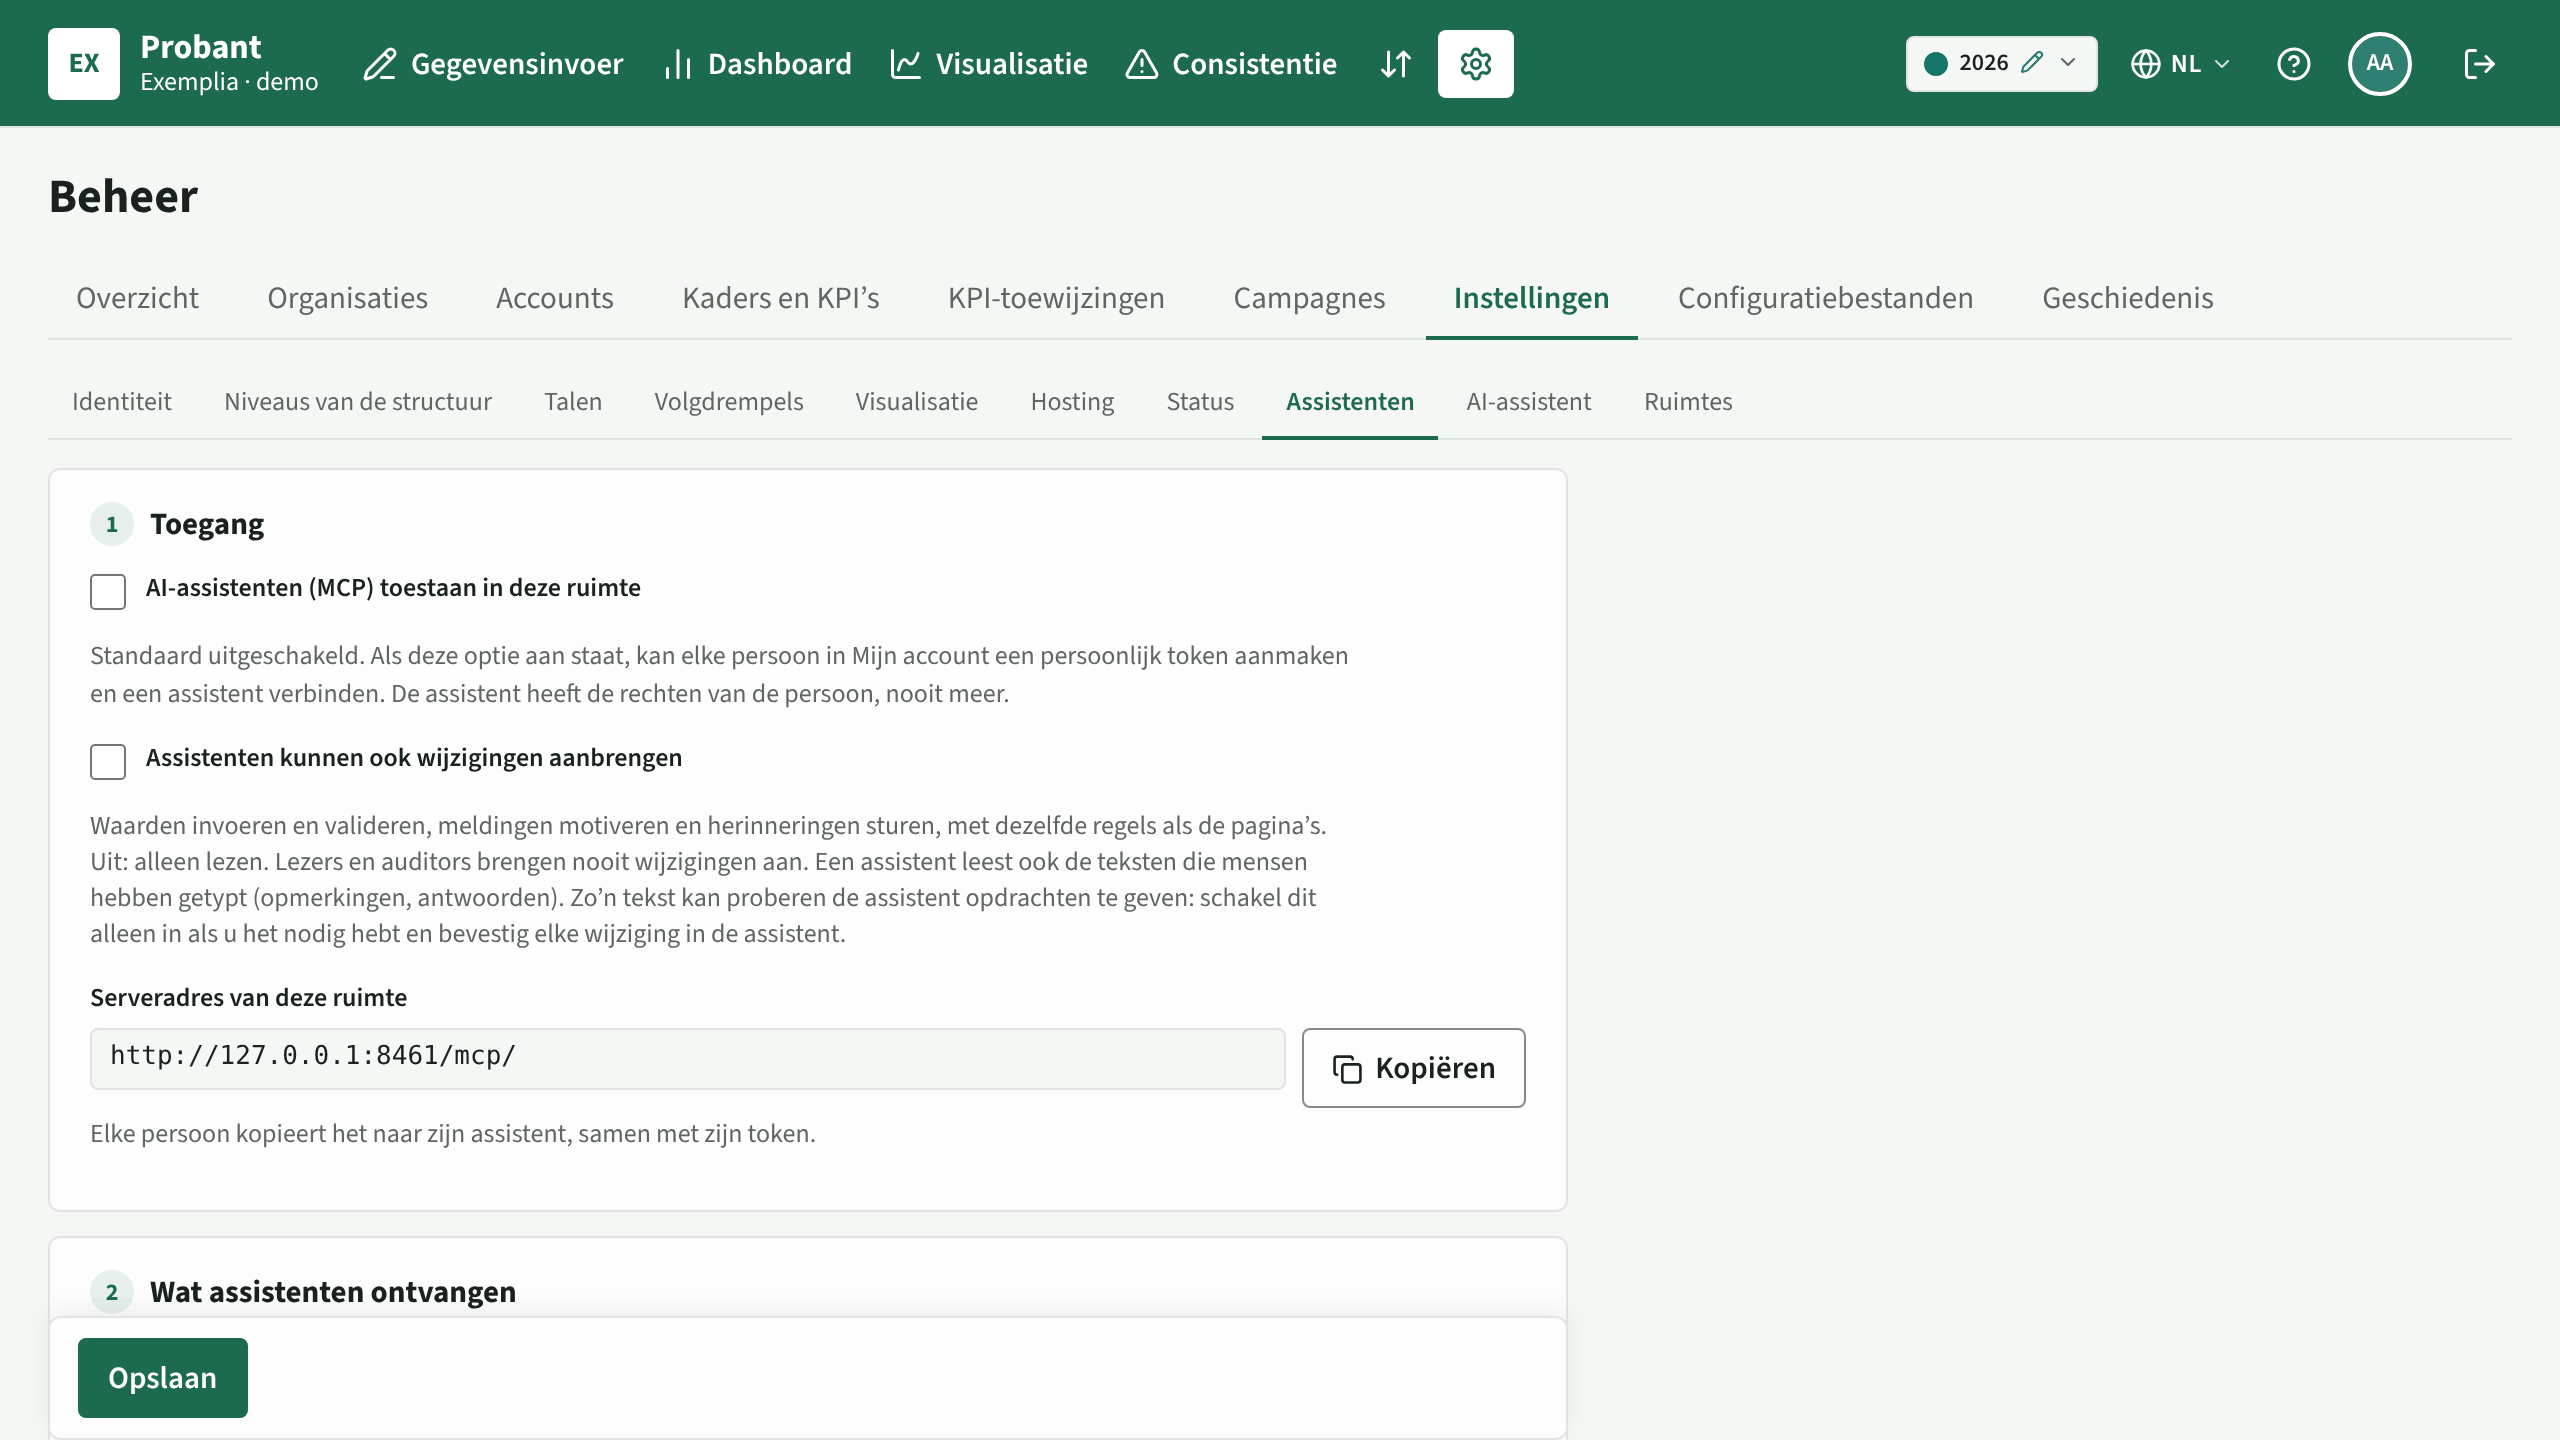 EX
Probant
Exemplia · demo
Gegevensinvoer
Dashboard
Visualisatie
Consistentie
2026
NL
AA
Beheer
Overzicht
Organisaties
Accounts
Kaders en KPI’s
KPI-toewijzingen
Campagnes
Instellingen
Configuratiebestanden
Geschiedenis
Identiteit
Niveaus van de structuur
Talen
Volgdrempels
Visualisatie
Hosting
Status
Assistenten
AI-assistent
Ruimtes
1 Toegang
AI-assistenten (MCP) toestaan in deze ruimte
Standaard uitgeschakeld. Als deze optie aan staat, kan elke persoon in Mijn account een persoonlijk token aanmaken
en een assistent verbinden. De assistent heeft de rechten van de persoon, nooit meer.
Assistenten kunnen ook wijzigingen aanbrengen
Waarden invoeren en valideren, meldingen motiveren en herinneringen sturen, met dezelfde regels als de pagina’s.
Uit: alleen lezen. Lezers en auditors brengen nooit wijzigingen aan. Een assistent leest ook de teksten die mensen
hebben getypt (opmerkingen, antwoorden). Zo’n tekst kan proberen de assistent opdrachten te geven: schakel dit
alleen in als u het nodig hebt en bevestig elke wijziging in de assistent.
Serveradres van deze ruimte
http://127.0.0.1:8461/mcp/
Kopiëren
Elke persoon kopieert het naar zijn assistent, samen met zijn token.
2 Wat assistenten ontvangen
Opslaan